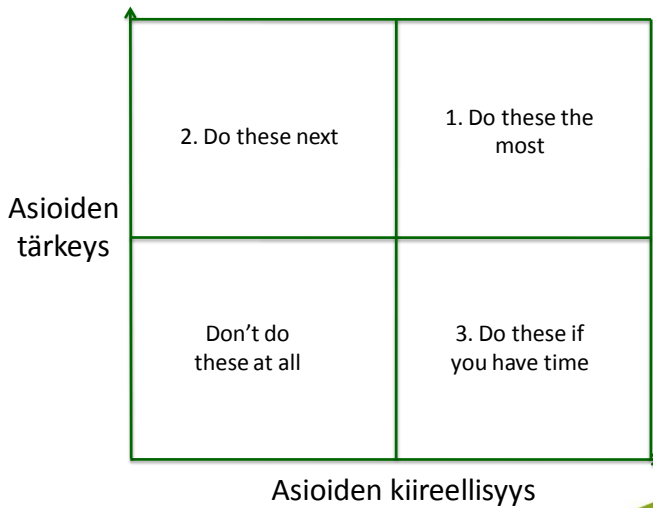 2. Do these next
1. Do these the
most
Asioiden
tärkeys
Don’t do
these at all
3. Do these if
you have time
Asioiden kiireellisyys